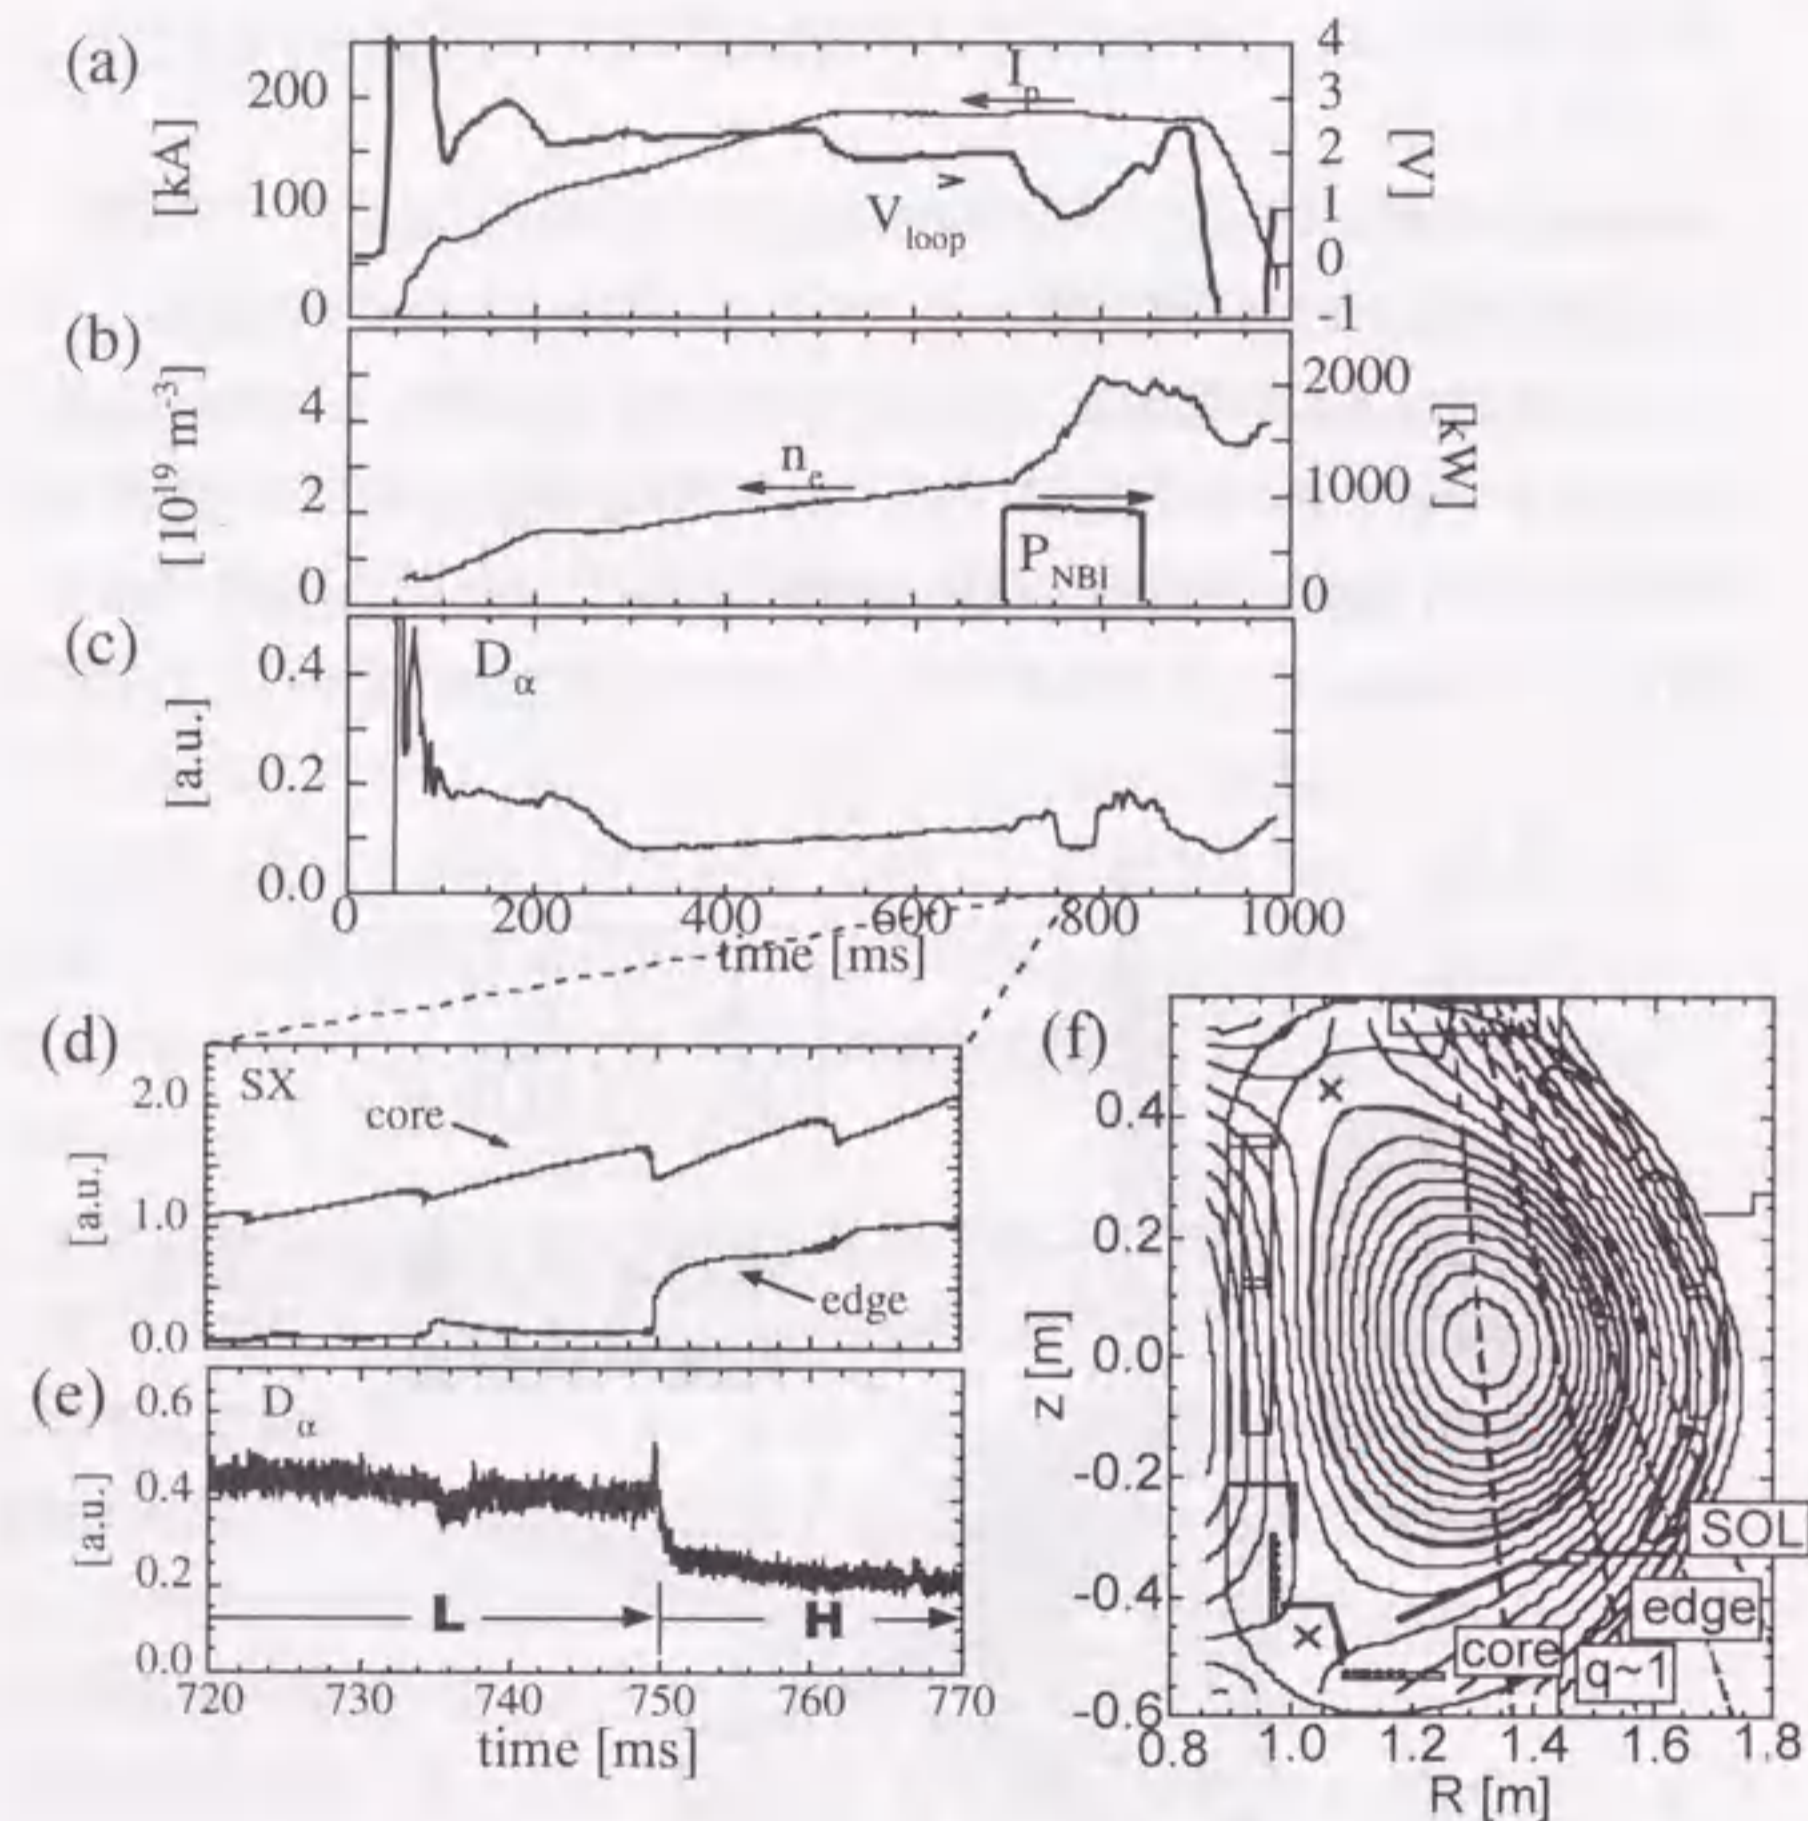 (a)
[kA]
200
100
0
I_p
V_loop
4
3
2
1
0
-1
[V]
(b)
[10^19 m^-3]
4
2
0
n_e
P_NBI
2000
1000
0
[kW]
(c)
[a.u.]
0.4
0.2
0.0
D_α
0 200 400 600 800 1000
time [ms]
(d)
[a.u.]
2.0
1.0
0.0
SX
core
edge
(e)
[a.u.]
0.6
0.4
0.2
0.0
D_α
L H
720 730 740 750 760 770
time [ms]
(f)
z [m]
0.4
0.2
0.0
-0.2
-0.4
-0.6
SOL
edge
core
q~1
0.8 1.0 1.2 1.4 1.6 1.8
R [m]